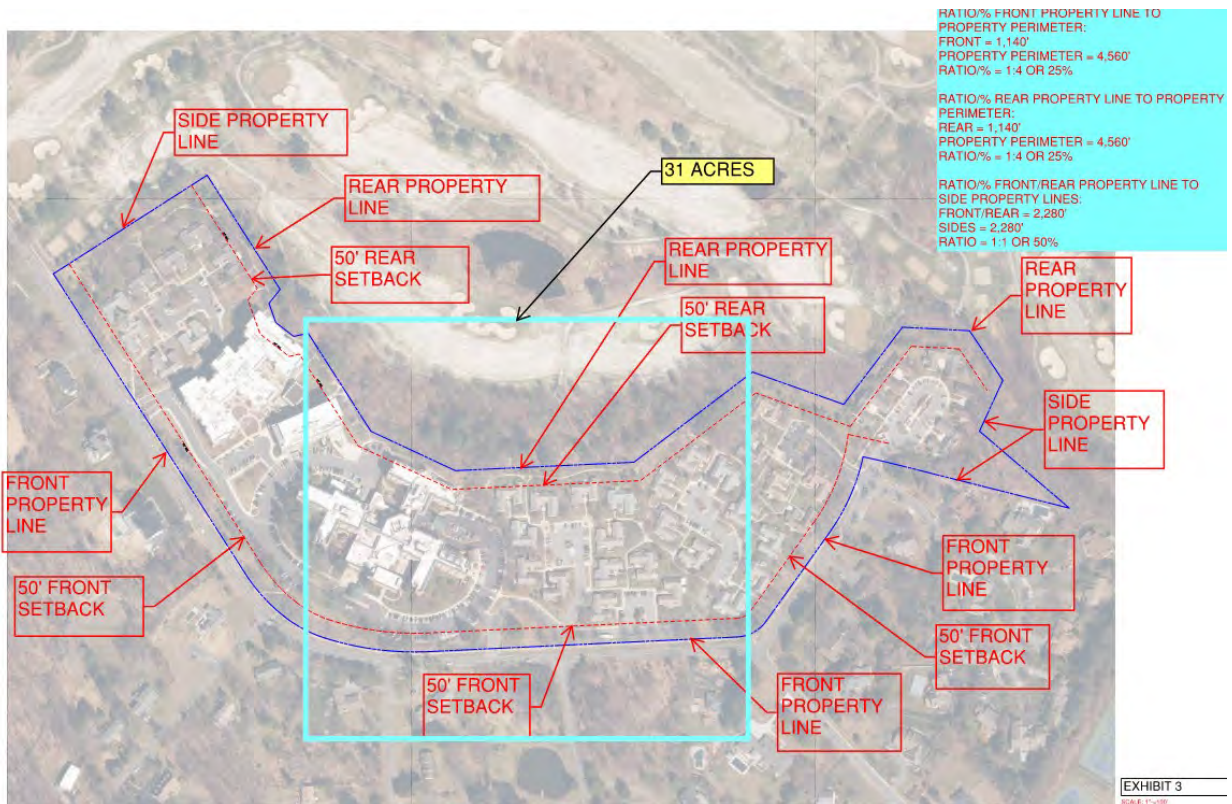 RATIO/% FRONT PROPERTY LINE TO
PROPERTY PERIMETER:
FRONT = 1,140'
PROPERTY PERIMETER = 4,560'
RATIO/% = 1:4 OR 25%
RATIO/% REAR PROPERTY LINE TO PROPERTY
PERIMETER:
REAR = 1,140'
PROPERTY PERIMETER = 4,560'
RATIO/% = 1:4 OR 25%
RATIO/% FRONT/REAR PROPERTY LINE TO
SIDE PROPERTY LINES:
FRONT/REAR = 2,280'
SIDES = 2,280'
RATIO = 1:1 OR 50%
SIDE PROPERTY
LINE
31 ACRES
REAR PROPERTY
LINE
REAR PROPERTY
LINE
50' REAR
SETBACK
REAR
PROPERTY
LINE
50' REAR
SETBACK
SIDE
PROPERTY
LINE
FRONT
PROPERTY
LINE
FRONT
PROPERTY
LINE
50' FRONT
SETBACK
50' FRONT
SETBACK
50' FRONT
SETBACK
FRONT
PROPERTY
LINE
EXHIBIT 3